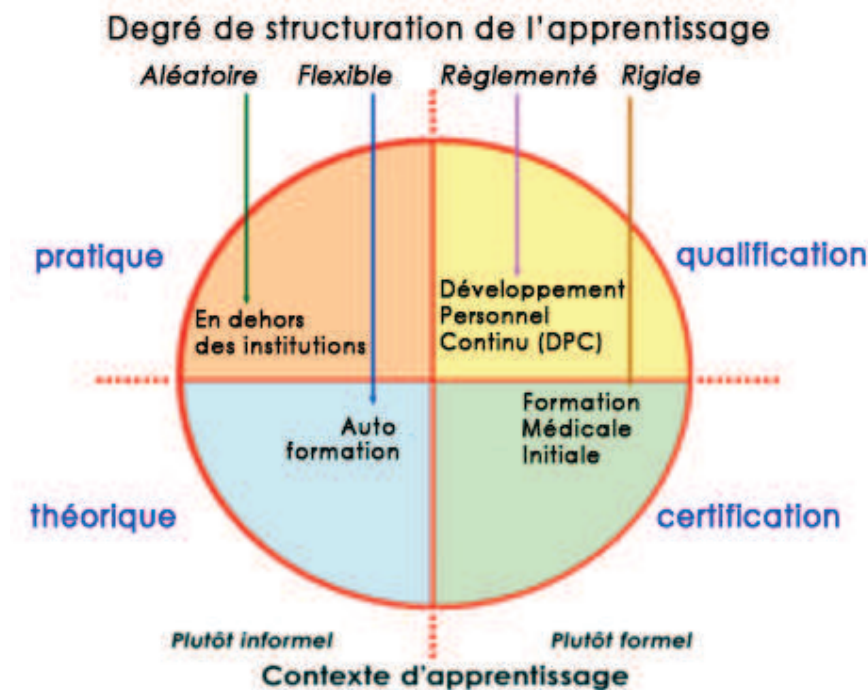 Degré de structuration de l'apprentissage
Aléatoire Flexible Règlementé Rigide
pratique
qualification
En dehors
des institutions
Développement
Personnel
Continu (DPC)
Auto
formation
Formation
Médicale
Initiale
théorique
certification
Plutôt informel
Plutôt formel
Contexte d'apprentissage